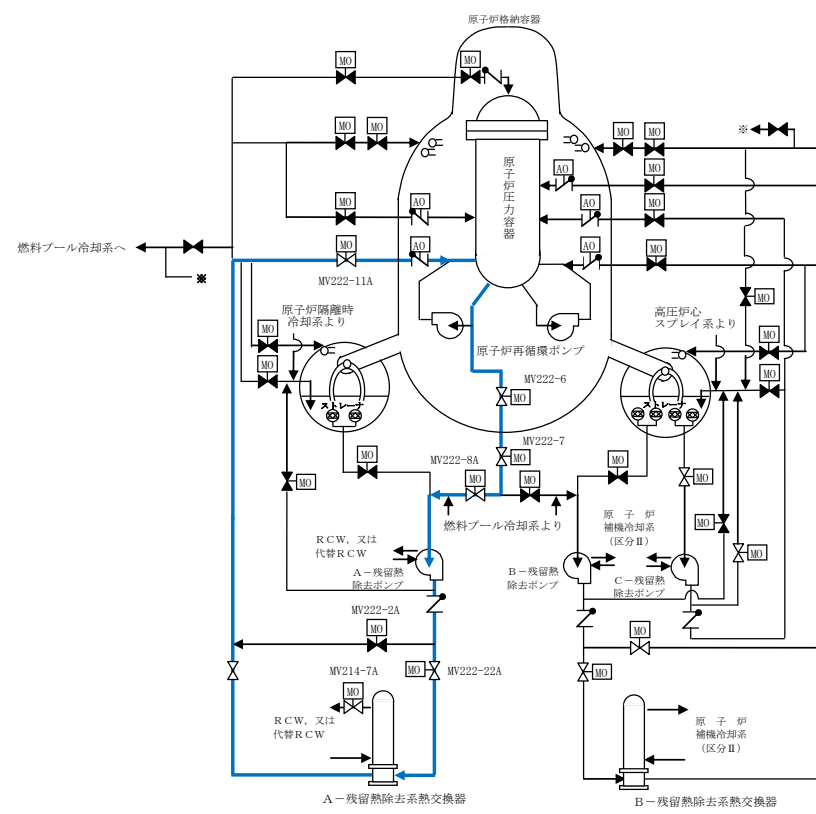 原子炉格納容器
MO
MO
MO
MO
MO
MO
※
AO
MO
原子炉圧力容器
MO
AO
AO
MO
燃料プール冷却系へ
MO
AO
AO
MO
※
MV222-11A
MO
原子炉隔離時
冷却系より
高圧炉心
スプレイ系より
MO
MO
原子炉再循環ポンプ
MO
MO
MV222-6
ストレーナ
MO
ストレーナ
MV222-7
MO
MO
MV222-8A
MO
MO
MO
MO
MO
燃料プール冷却系より
原 子 炉
補機冷却系
(区分Ⅱ)
MO
MO
RCW,又は
代替RCW
A-残留熱
除去ポンプ
B-残留熱
除去ポンプ
C-残留熱
除去ポンプ
MV222-2A
MO
MO
MV214-7A
MO
MV222-22A
MO
MO
RCW,又は
代替RCW
原 子 炉
補機冷却系
(区分Ⅱ)
A-残留熱除去系熱交換器
B-残留熱除去系熱交換器